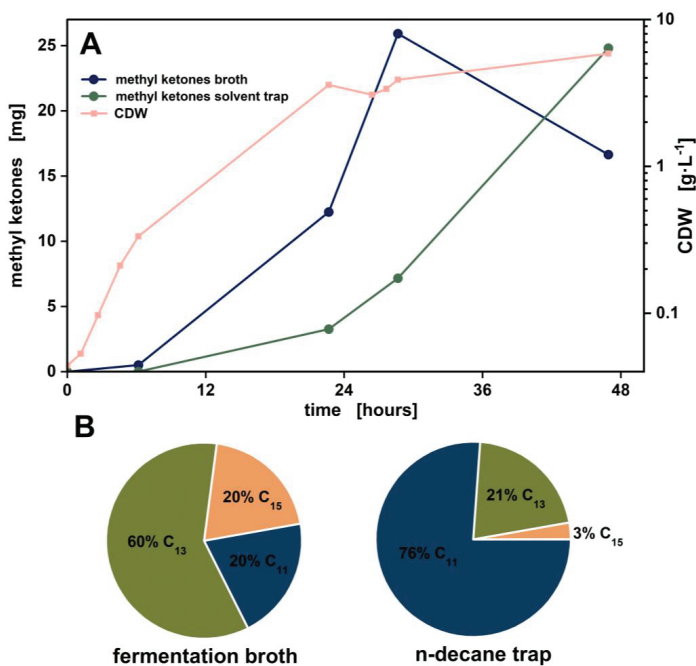 A
methyl ketones broth
methyl ketones solvent trap
CDW
methyl ketones [mg]
0
5
10
15
20
25
0.1
1
10
CDW [g·L⁻¹]
0 12 24 36 48
time [hours]
B
20% C₁₅
60% C₁₃
20% C₁₁
fermentation broth
21% C₁₃
3% C₁₅
76% C₁₁
n-decane trap